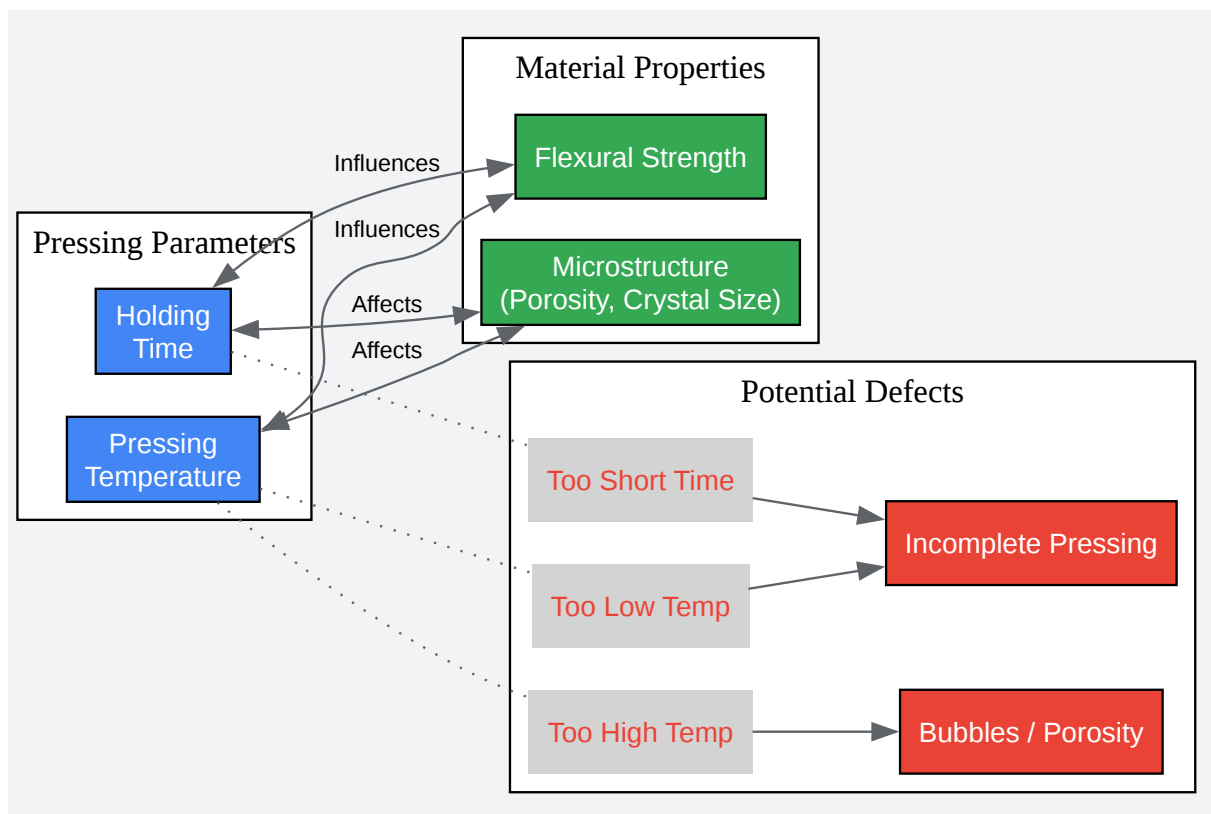 Material Properties
Flexural Strength
Microstructure
(Porosity, Crystal Size)
Influences
Influences
Affects
Affects
Pressing Parameters
Holding
Time
Pressing
Temperature
Potential Defects
Too Short Time
Incomplete Pressing
Too Low Temp
Too High Temp
Bubbles / Porosity